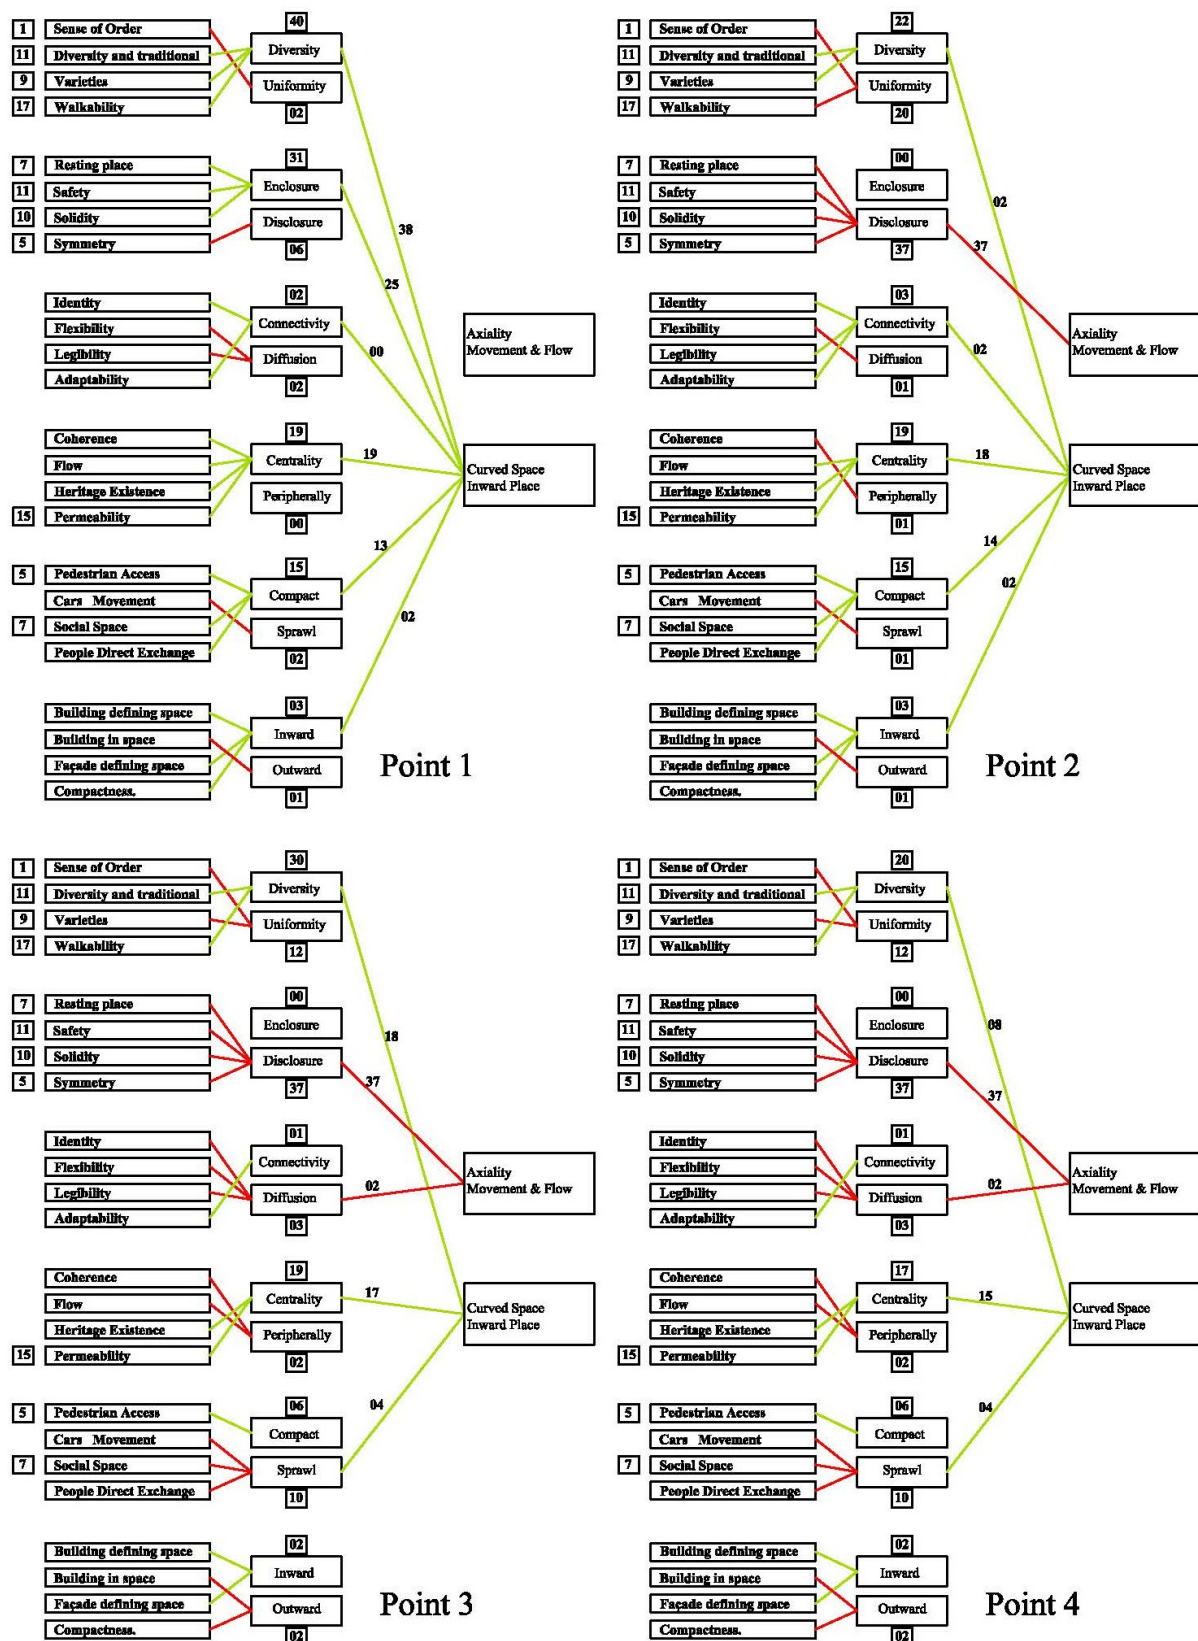 40
1 Sense of Order
11 Diversity and traditional
9 Varieties
17 Walkability
Diversity
Uniformity
02
31
7 Resting place
11 Safety
10 Solidity
5 Symmetry
Enclosure
Disclosure
06
38
25
02
Identity
Flexibility
Legibility
Adaptability
Connectivity
Diffusion
02
00
Axiality
Movement & Flow
19
Coherence
Flow
Heritage Existence
15 Permeability
Centrality
Peripherally
00
19
Curved Space
Inward Place
15
5 Pedestrian Access
Cars Movement
7 Social Space
People Direct Exchange
Compact
Sprawl
02
13
02
03
Building defining space
Building in space
Façade defining space
Compactness.
Inward
Outward
01
Point 1
22
1 Sense of Order
11 Diversity and traditional
9 Varieties
17 Walkability
Diversity
Uniformity
20
00
7 Resting place
11 Safety
10 Solidity
5 Symmetry
Enclosure
Disclosure
37
02
37
03
Identity
Flexibility
Legibility
Adaptability
Connectivity
Diffusion
01
02
Axiality
Movement & Flow
19
Coherence
Flow
Heritage Existence
15 Permeability
Centrality
Peripherally
01
18
Curved Space
Inward Place
15
5 Pedestrian Access
Cars Movement
7 Social Space
People Direct Exchange
Compact
Sprawl
01
14
02
03
Building defining space
Building in space
Façade defining space
Compactness.
Inward
Outward
01
Point 2
30
1 Sense of Order
11 Diversity and traditional
9 Varieties
17 Walkability
Diversity
Uniformity
12
00
7 Resting place
11 Safety
10 Solidity
5 Symmetry
Enclosure
Disclosure
37
18
37
01
Identity
Flexibility
Legibility
Adaptability
Connectivity
Diffusion
03
02
Axiality
Movement & Flow
19
Coherence
Flow
Heritage Existence
15 Permeability
Centrality
Peripherally
02
17
Curved Space
Inward Place
06
5 Pedestrian Access
Cars Movement
7 Social Space
People Direct Exchange
Compact
Sprawl
10
04
02
Building defining space
Building in space
Façade defining space
Compactness.
Inward
Outward
02
Point 3
20
1 Sense of Order
11 Diversity and traditional
9 Varieties
17 Walkability
Diversity
Uniformity
12
00
7 Resting place
11 Safety
10 Solidity
5 Symmetry
Enclosure
Disclosure
37
08
37
01
Identity
Flexibility
Legibility
Adaptability
Connectivity
Diffusion
03
02
Axiality
Movement & Flow
17
Coherence
Flow
Heritage Existence
15 Permeability
Centrality
Peripherally
02
15
Curved Space
Inward Place
06
5 Pedestrian Access
Cars Movement
7 Social Space
People Direct Exchange
Compact
Sprawl
10
04
02
Building defining space
Building in space
Façade defining space
Compactness.
Inward
Outward
02
Point 4